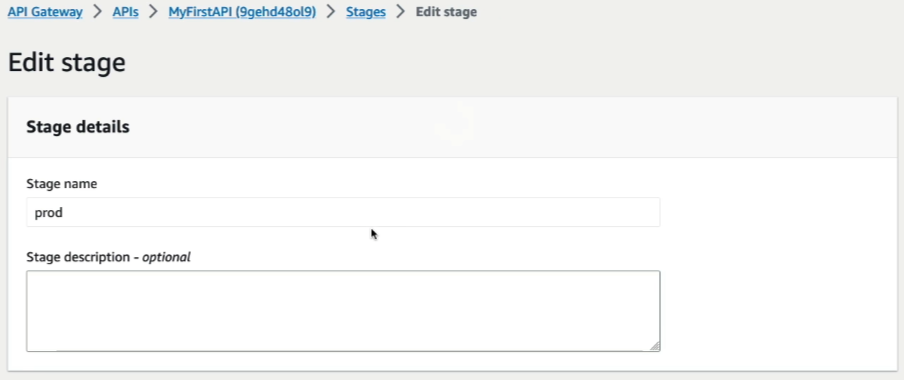 API Gateway > APIs > MyFirstAPI (9gehd48ol9) > Stages > Edit stage
Edit stage
Stage details
Stage name
prod
Stage description - optional